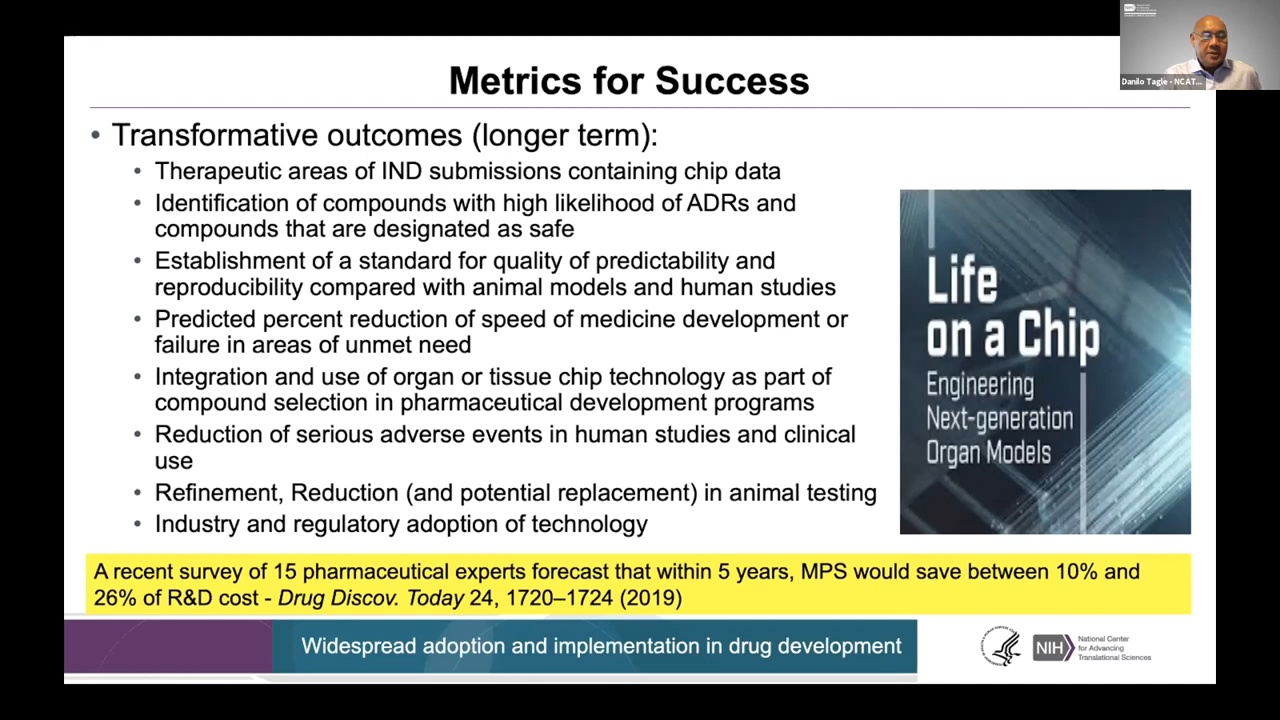 Metrics for Success
• Transformative outcomes (longer term):
• Therapeutic areas of IND submissions containing chip data
• Identification of compounds with high likelihood of ADRs and
compounds that are designated as safe
• Establishment of a standard for quality of predictability and
reproducibility compared with animal models and human studies
• Predicted percent reduction of speed of medicine development or
failure in areas of unmet need
• Integration and use of organ or tissue chip technology as part of
compound selection in pharmaceutical development programs
• Reduction of serious adverse events in human studies and clinical
use
• Refinement, Reduction (and potential replacement) in animal testing
• Industry and regulatory adoption of technology
Life
on a Chip
Engineering
Next-generation
Organ Models
A recent survey of 15 pharmaceutical experts forecast that within 5 years, MPS would save between 10% and
26% of R&D cost - Drug Discov. Today 24, 1720–1724 (2019)
Widespread adoption and implementation in drug development
NIH
National Center
for Advancing
Translational Sciences
Danilo Tagle - NCAT...